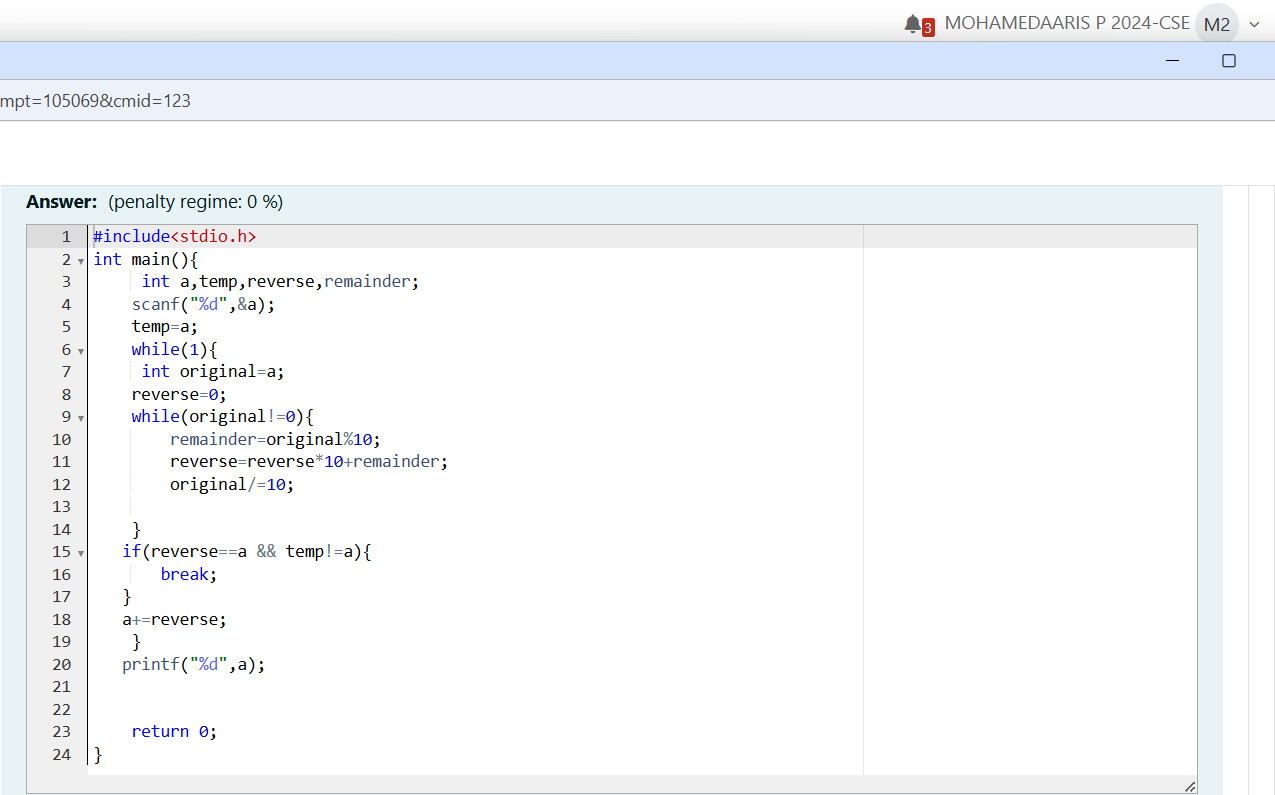 3 MOHAMEDAARIS P 2024-CSE M2
mpt=105069&cmid=123
Answer: (penalty regime: 0 %)
1 #include<stdio.h>
2 int main(){
3 int a,temp,reverse,remainder;
4 scanf("%d",&a);
5 temp=a;
6 while(1){
7 int original=a;
8 reverse=0;
9 while(original!=0){
10 remainder=original%10;
11 reverse=reverse*10+remainder;
12 original/=10;
13
14 }
15 if(reverse==a && temp!=a){
16 break;
17 }
18 a+=reverse;
19 }
20 printf("%d",a);
21
22
23 return 0;
24 }